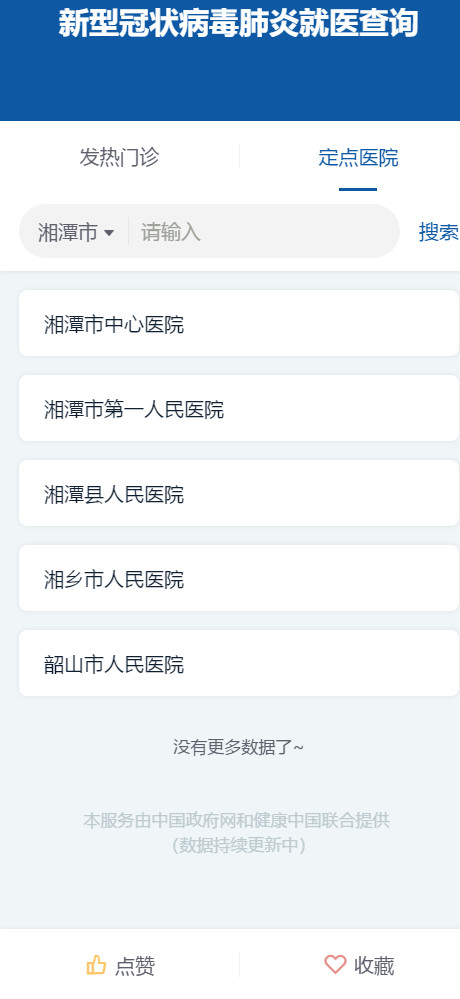 新型冠状病毒肺炎就医查询
发热门诊 定点医院
湘潭市 请输入 搜索
湘潭市中心医院
湘潭市第一人民医院
湘潭县人民医院
湘乡市人民医院
韶山市人民医院
没有更多数据了~
本服务由中国政府网和健康中国联合提供
（数据持续更新中）
点赞 收藏